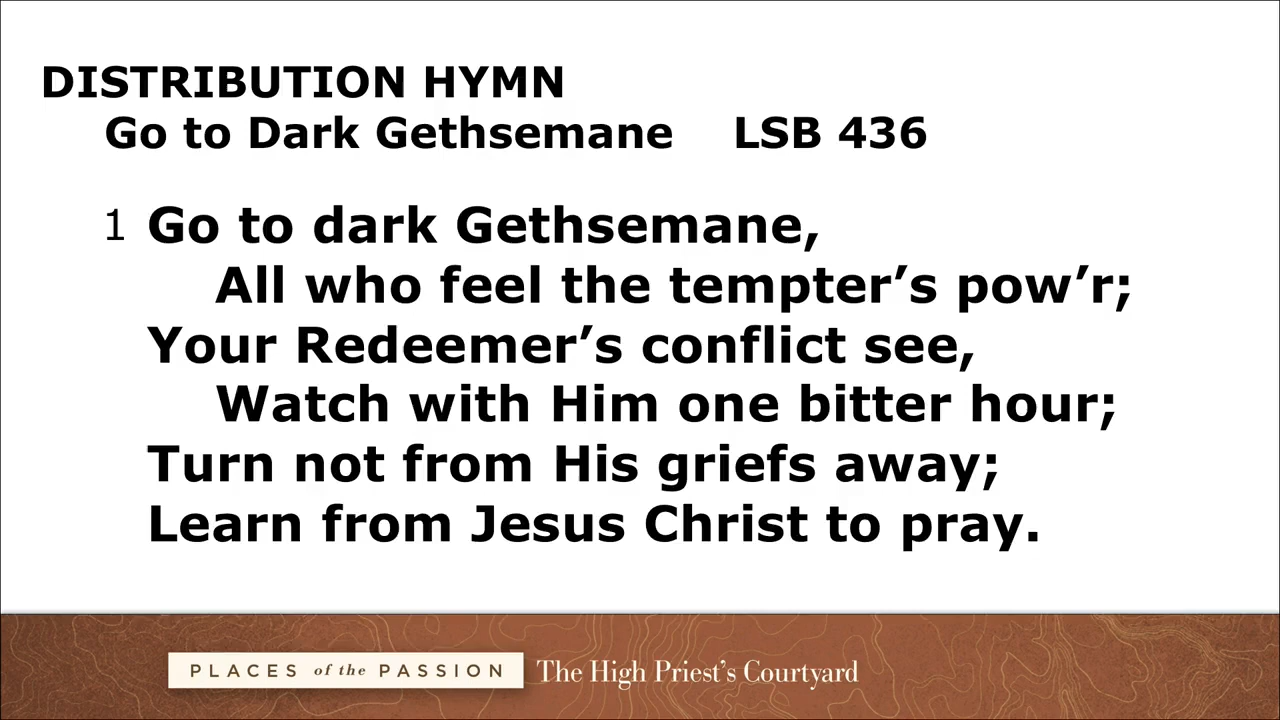 DISTRIBUTION HYMN
Go to Dark Gethsemane LSB 436
1 Go to dark Gethsemane,
All who feel the tempter’s pow’r;
Your Redeemer’s conflict see,
Watch with Him one bitter hour;
Turn not from His griefs away;
Learn from Jesus Christ to pray.
PLACES of the PASSION The High Priest’s Courtyard